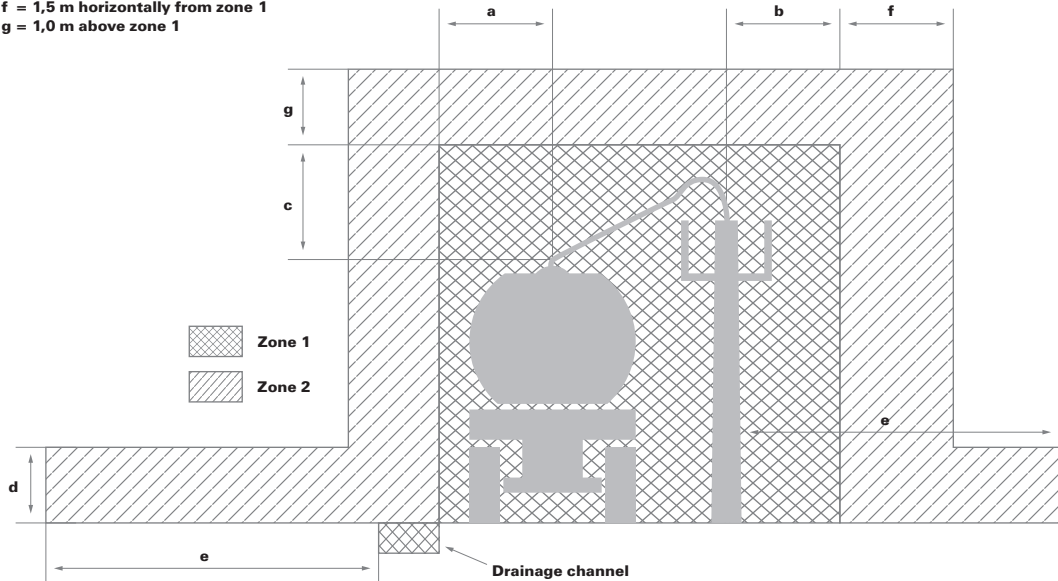 f = 1,5 m horizontally from zone 1
g = 1,0 m above zone 1
a
b
f
g
c
Zone 1
Zone 2
e
d
e
Drainage channel